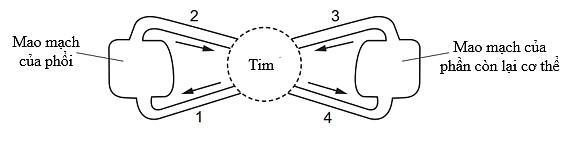 2
3
Mao mạch
của phổi
Tim
Mao mạch của
phần còn lại cơ thể
1
4